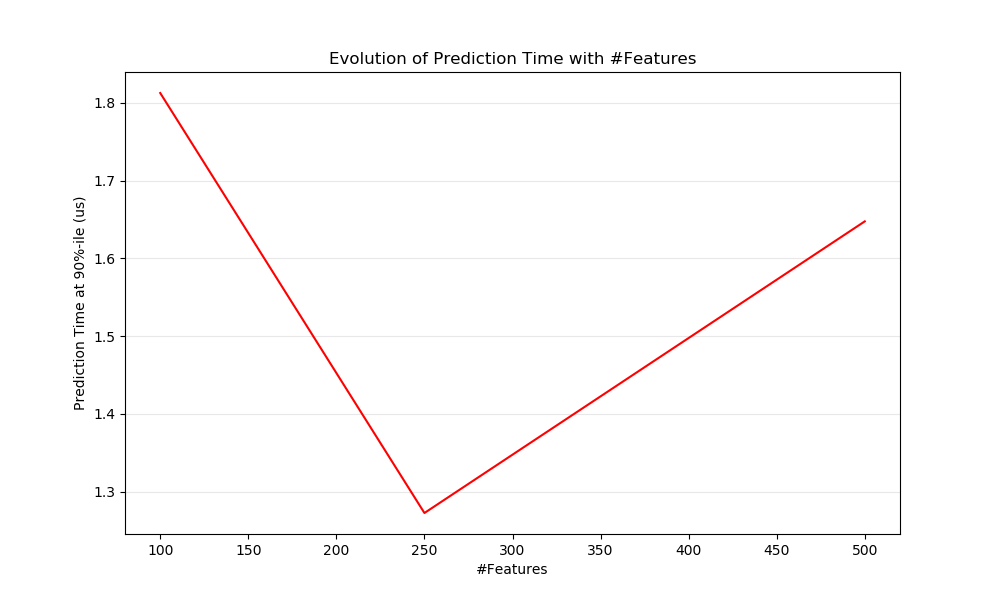 Evolution of Prediction Time with #Features
Prediction Time at 90%-ile (us)
1.8
1.7
1.6
1.5
1.4
1.3
100 150 200 250 300 350 400 450 500
#Features